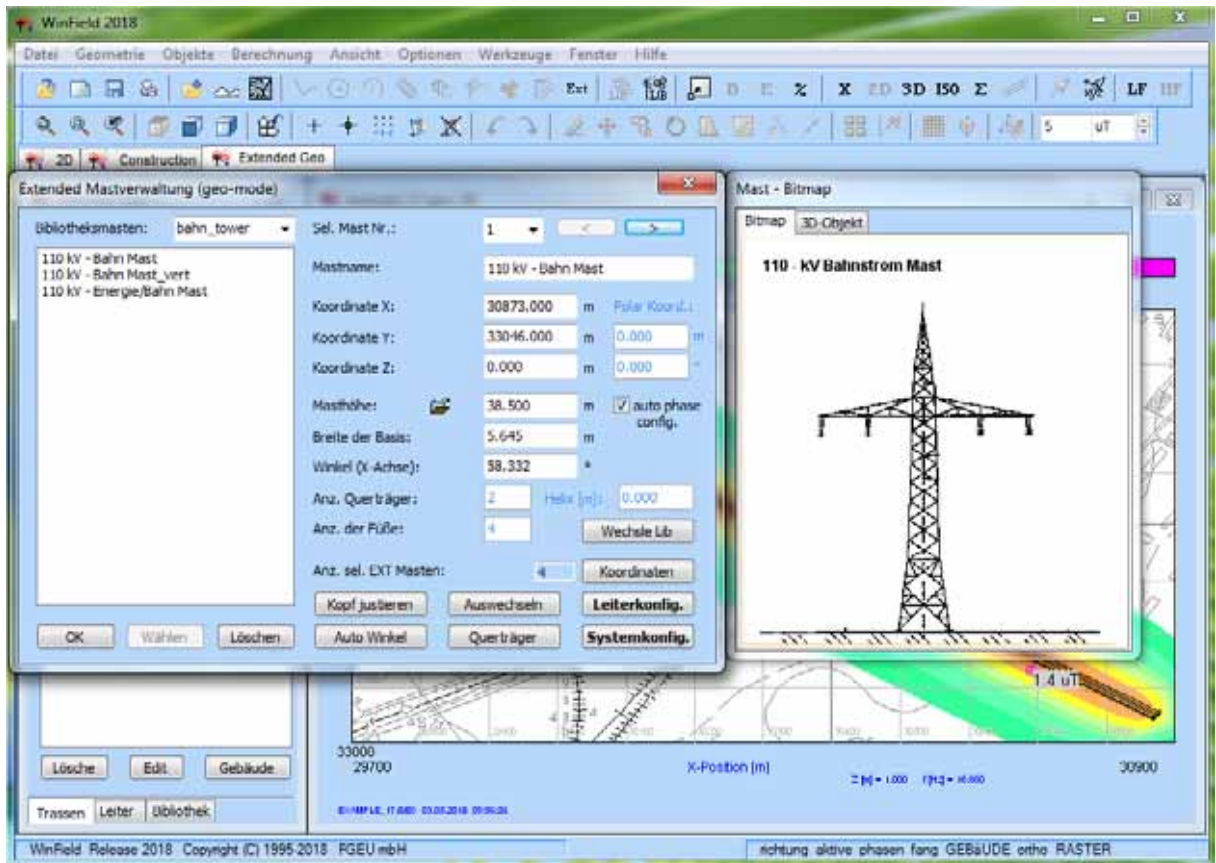 WinField 2018
Datei Geometrie Objekte Berechnung Ansicht Optionen Werkzeuge Fenster Hilfe
Ext LIB X 2D 3D ISO Σ LF HF
5 uT
2D Construction Extended Geo
Extended Mastverwaltung (geo-mode)
Bibliotheksmasten: bahn_tower
110 kV - Bahn Mast
110 kV - Bahn Mast_vert
110 kV - Energie/Bahn Mast
OK Wählen Löschen
Sel. Mast Nr.: 1 < >
Mastname: 110 kV - Bahn Mast
Koordinate X: 30873.000 m Polar Koord.:
Koordinate Y: 33046.000 m 0.000 m
Koordinate Z: 0.000 m 0.000 °
Masthöhe: 38.500 m auto phase config.
Breite der Basis: 5.645 m
Winkel (X-Achse): 58.332 °
Anz. Querträger: 2 Helix [m]: 0.000
Anz. der Füße: 4 Wechsle Lib
Anz. sel. EXT Masten: 4 Koordinaten
Kopf justieren Auswechseln Leiterkonfig.
Auto Winkel Querträger Systemkonfig.
Mast - Bitmap
Bitmap 3D-Objekt
110 - KV Bahnstrom Mast
1.4 uT
33000
29700 X-Position [m] 30900
Z [m] = 1.000
Lösche Edit Gebäude
Trassen Leiter Bibliothek
WinField Release 2018 Copyright (C) 1995-2018 FGEU mbH
richtung aktive phasen fang GEBäUDE ortho RASTER